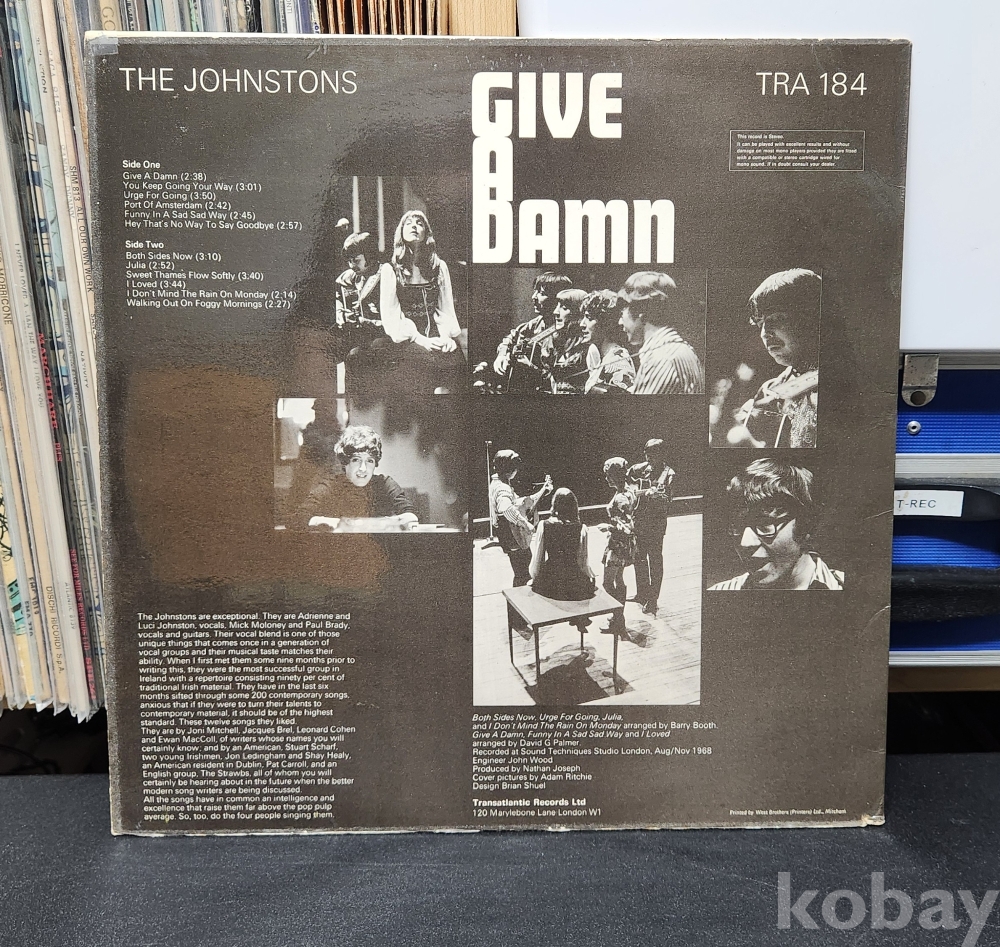 THE JOHNSTONS
GIVE
A
DAMN
TRA 184
This record is Stereo.
It can be played with excellent results and without
damage on most mono players provided they are fitted
with a compatible or stereo cartridge wired for
mono sound. If in doubt consult your dealer.
Side One
Give A Damn (2:38)
You Keep Going Your Way (3:01)
Urge For Going (3:50)
Port Of Amsterdam (2:42)
Funny In A Sad Sad Way (2:45)
Hey That's No Way To Say Goodbye (2:57)
Side Two
Both Sides Now (3:10)
Julia (2:52)
Sweet Thames Flow Softly (3:40)
I Loved (3:44)
I Don't Mind The Rain On Monday (2:14)
Walking Out On Foggy Mornings (2:27)
The Johnstons are exceptional. They are Adrienne and
Luci Johnston, vocals, Mick Moloney and Paul Brady,
vocals and guitars. Their vocal blend is one of those
unique things that comes once in a generation of
vocal groups and their musical taste matches their
ability. When I first met them some nine months prior to
writing this, they were the most successful group in
Ireland with a repertoire consisting ninety per cent of
traditional Irish material. They have in the last six
months sifted through some 200 contemporary songs,
anxious that if they were to turn their talents to
contemporary material, it should be of the highest
standard. These twelve songs they liked.
They are by Joni Mitchell, Jacques Brel, Leonard Cohen
and Ewan MacColl, of writers whose names you will
certainly know; and by an American, Stuart Scharf,
two young Irishmen, Jon Ledingham and Shay Healy,
an American resident in Dublin, Pat Carroll, and an
English group, The Strawbs, all of whom you will
certainly be hearing about in the future when the better
modern song writers are being discussed.
All the songs have in common an intelligence and
excellence that raise them far above the pop pulp
average. So, too, do the four people singing them.
Both Sides Now, Urge For Going, Julia,
and I Don't Mind The Rain On Monday arranged by Barry Booth.
Give A Damn, Funny In A Sad Sad Way and I Loved
arranged by David G Palmer.
Recorded at Sound Techniques Studio London, Aug/Nov 1968
Engineer John Wood
Produced by Nathan Joseph
Cover pictures by Adam Ritchie
Design Brian Shuel
Transatlantic Records Ltd
120 Marylebone Lane London W1
Printed by West Brothers (Printers) Ltd., Mitcham
T-REC
MORRICONE
DISCHI RICORDI S.p.A.
kobay